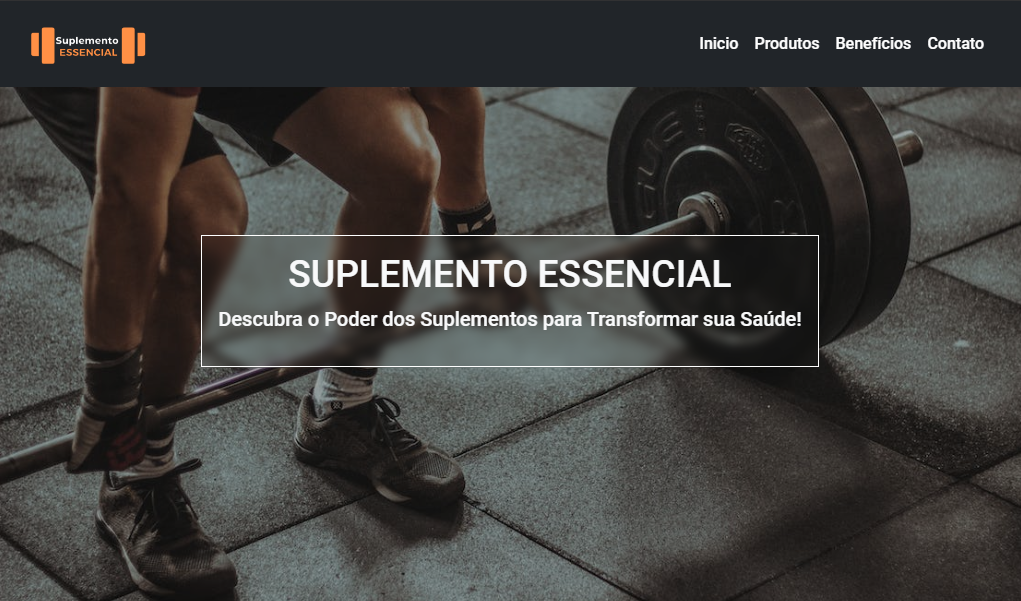 Suplemento
ESSENCIAL
Inicio Produtos Benefícios Contato
SUPLEMENTO ESSENCIAL
Descubra o Poder dos Suplementos para Transformar sua Saúde!